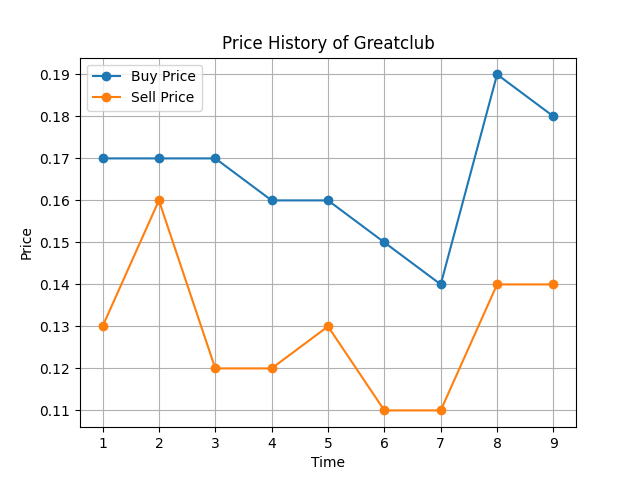 Price History of Greatclub
Buy Price
Sell Price
Price
0.19
0.18
0.17
0.16
0.15
0.14
0.13
0.12
0.11
1 2 3 4 5 6 7 8 9
Time